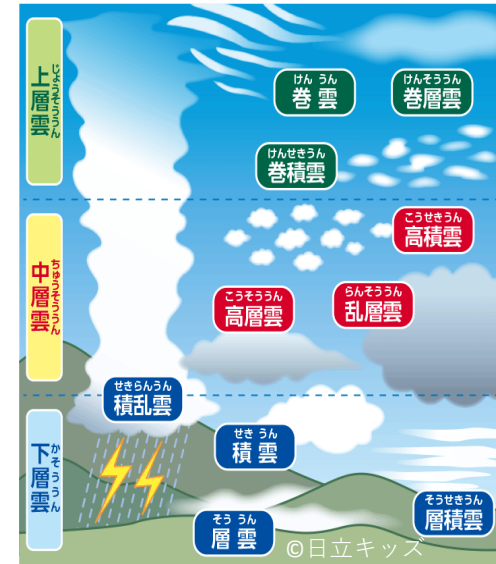 じょうそううん
上層雲
けん うん
巻雲
けんそううん
巻層雲
けんせきうん
巻積雲
ちゅうそううん
中層雲
こうせきうん
高積雲
こうそううん
高層雲
らんそううん
乱層雲
かそううん
下層雲
せきらんうん
積乱雲
せき うん
積雲
そう うん
層雲
そうせきうん
層積雲
©日立キッズ